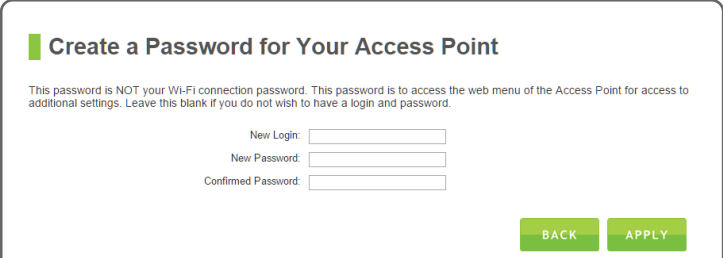 Create a Password for Your Access Point
This password is NOT your Wi-Fi connection password. This password is to access the web menu of the Access Point for access to
additional settings. Leave this blank if you do not wish to have a login and password.
New Login:
New Password:
Confirmed Password:
BACK APPLY